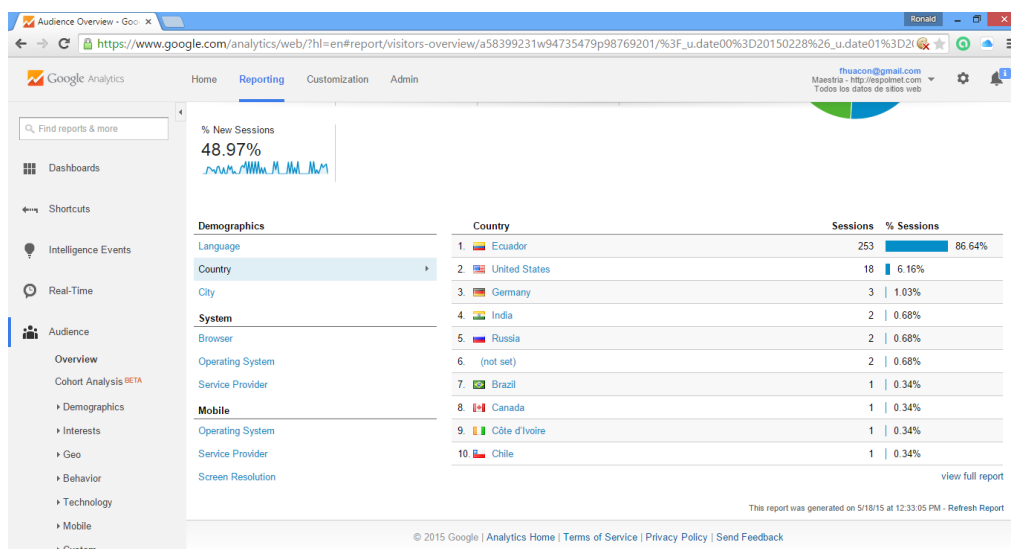 Audience Overview - Goo
Ronald
https://www.google.com/analytics/web/?hl=en#report/visitors-overview/a58399231w94735479p98769201/%3F_u.date00%3D20150228%26_u.date01%3D2
Google Analytics
Home Reporting Customization Admin
fhuacon@gmail.com
Maestria - http://espolmet.com
Todos los datos de sitios web
1
Find reports & more
Dashboards
Shortcuts
Intelligence Events
Real-Time
Audience
Overview
Cohort Analysis BETA
Demographics
Interests
Geo
Behavior
Technology
Mobile
Custom
% New Sessions
48.97%
Demographics
Language
Country
City
System
Browser
Operating System
Service Provider
Mobile
Operating System
Service Provider
Screen Resolution
Country Sessions % Sessions
1. Ecuador 253 86.64%
2. United States 18 6.16%
3. Germany 3 1.03%
4. India 2 0.68%
5. Russia 2 0.68%
6. (not set) 2 0.68%
7. Brazil 1 0.34%
8. Canada 1 0.34%
9. Côte d'Ivoire 1 0.34%
10. Chile 1 0.34%
view full report
This report was generated on 5/18/15 at 12:33:05 PM - Refresh Report
© 2015 Google | Analytics Home | Terms of Service | Privacy Policy | Send Feedback